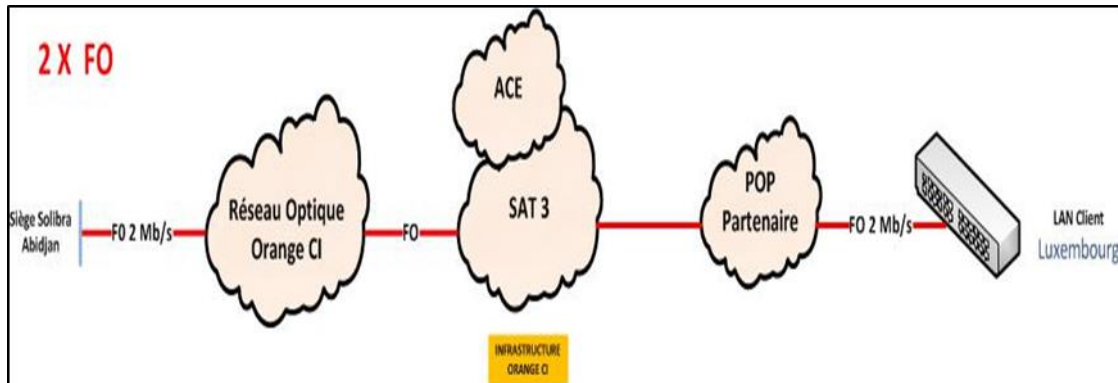 2 X FO
ACE
Siège Solibra
Abidjan
FO 2 Mb/s
Réseau Optique
Orange CI
FO
SAT 3
POP
Partenaire
FO 2 Mb/s
LAN Client
Luxembourg
INFRASTRUCTURE
ORANGE CI